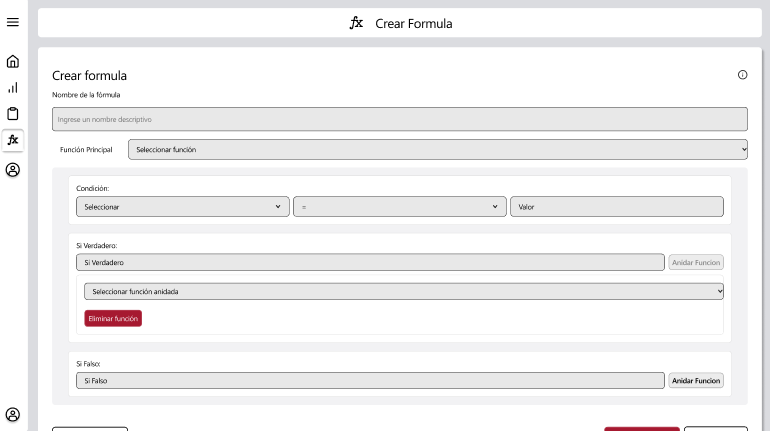 fx Crear Formula
fx
Crear formula
Nombre de la fórmula
Ingrese un nombre descriptivo
Función Principal Seleccionar función
Condición:
Seleccionar = Valor
Si Verdadero:
Si Verdadero Anidar Funcion
Seleccionar función anidada
Eliminar función
Si Falso:
Si Falso Anidar Funcion